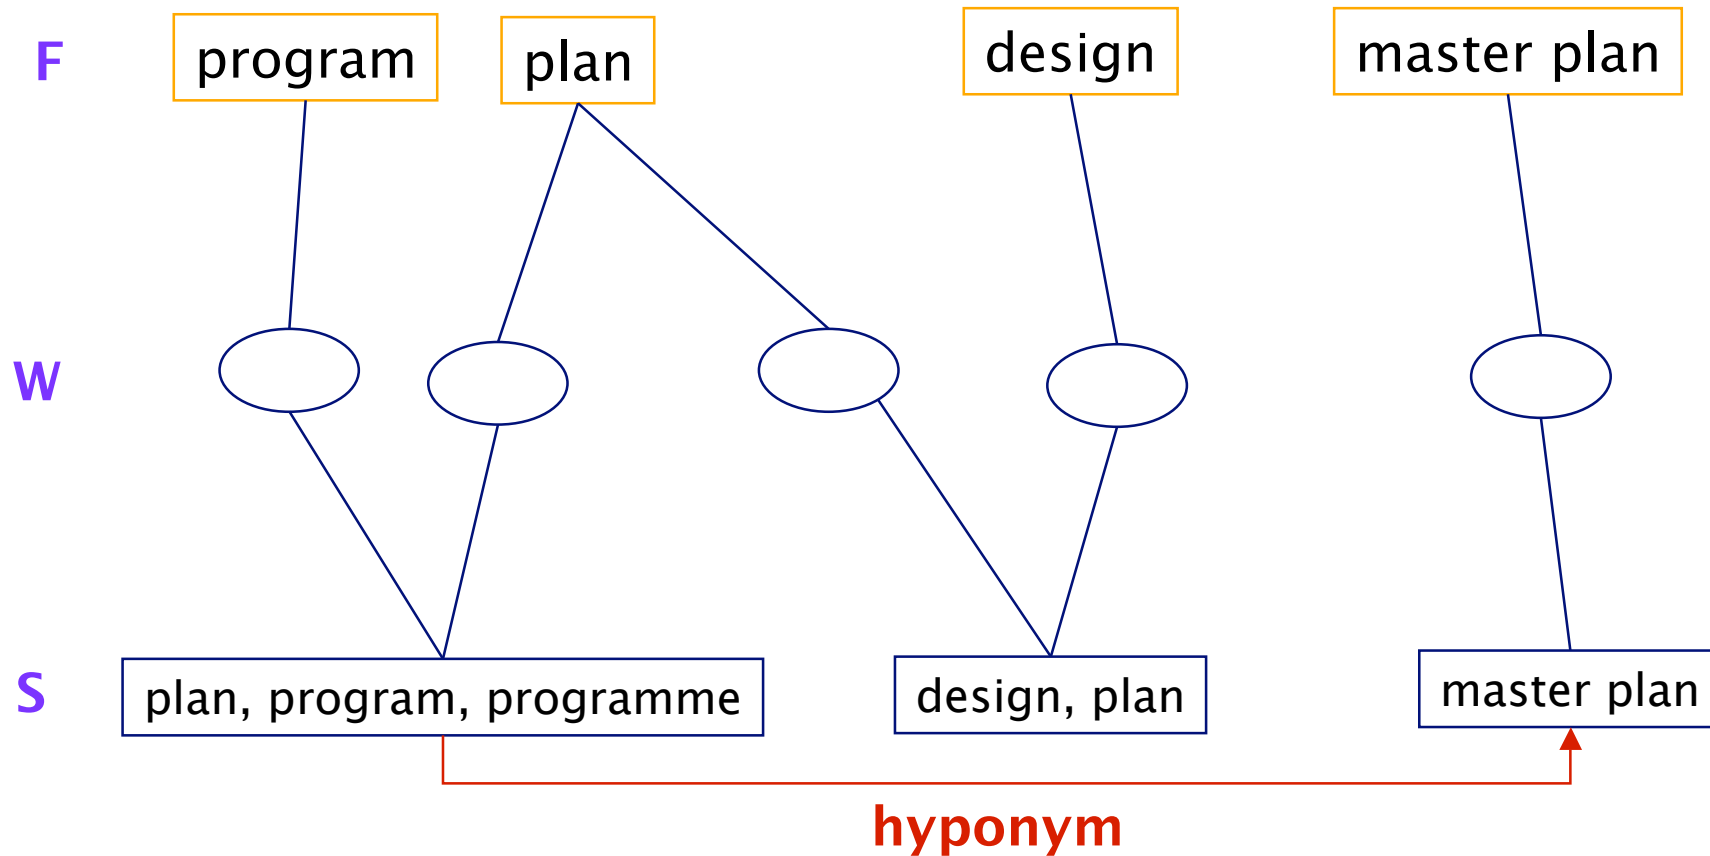 F
program
plan
design
master plan
W
S
plan, program, programme
design, plan
master plan
hyponym